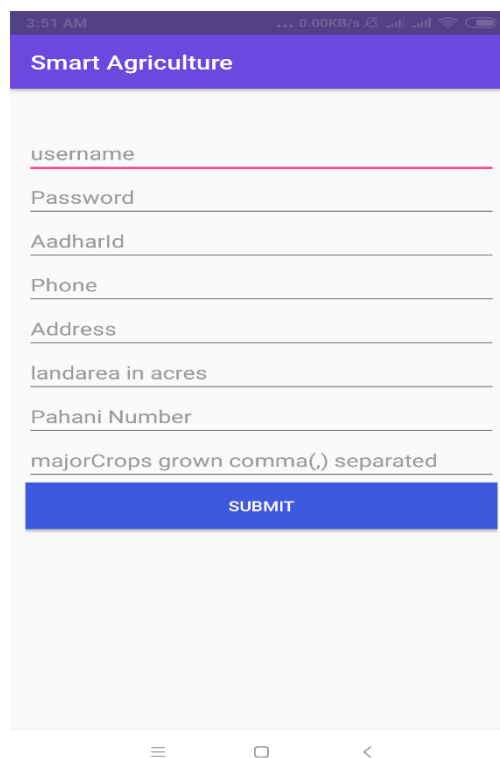 3:51 AM ... 0.00KB/s
Smart Agriculture
username
Password
AadharId
Phone
Address
landarea in acres
Pahani Number
majorCrops grown comma(,) separated
SUBMIT